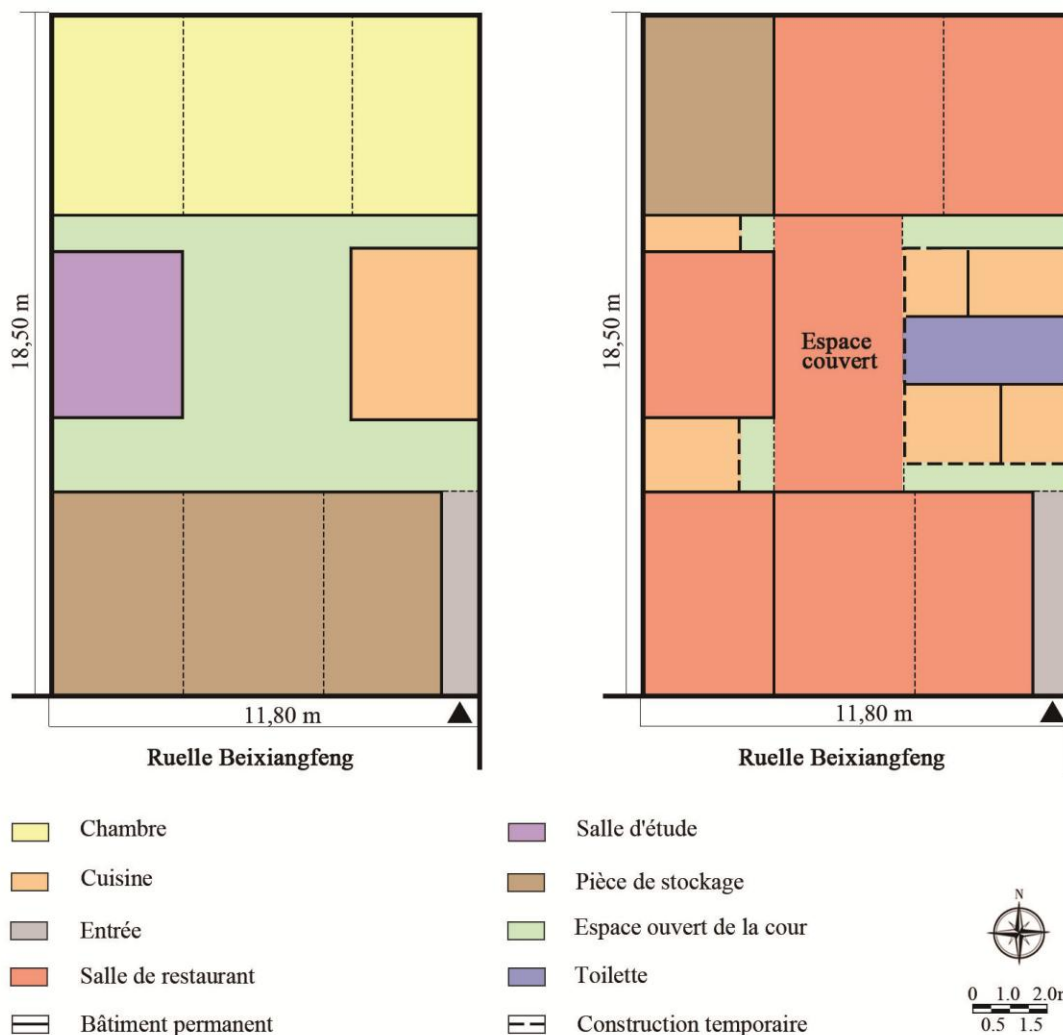 18,50 m
18,50 m
Espace
couvert
11,80 m
11,80 m
Ruelle Beixiangfeng
Ruelle Beixiangfeng
Chambre
Salle d'étude
Cuisine
Pièce de stockage
Entrée
Espace ouvert de la cour
Salle de restaurant
Toilette
Bâtiment permanent
Construction temporaire
N
0 1.0 2.0m
0.5 1.5